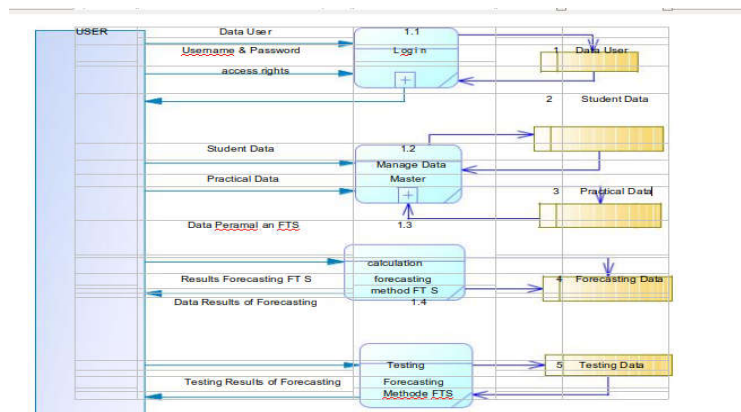 USER
Data User
1.1
Username & Password
Login
1 Data User
access rights
2 Student Data
Student Data
1.2
Manage Data
Practical Data
Master
3 Practical Data
Data Peramal an FTS
1.3
calculation
Results Forecasting FT S
forecasting
4 Forecasting Data
method FT S
Data Results of Forecasting
1.4
Testing
5 Testing Data
Testing Results of Forecasting
Forecasting
Methode FTS